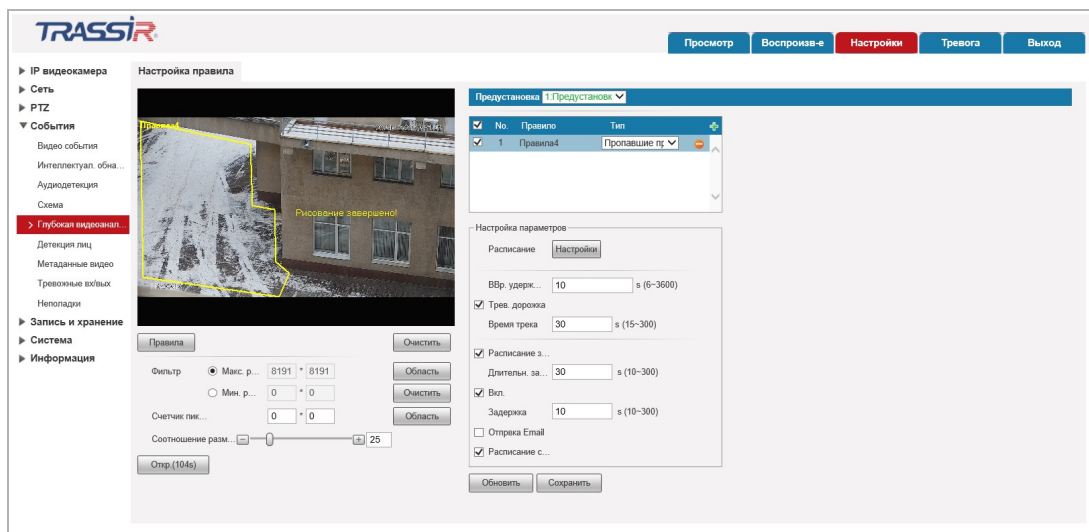 TRASSIR
Просмотр Воспроизв-е Настройки Тревога Выход
IP видеокамера
Сеть
PTZ
События
Видео события
Интеллектуал. обна...
Аудиодетекция
Схема
Глубокая видеоанал...
Детекция лиц
Метаданные видео
Тревожные вх/вых
Неполадки
Запись и хранение
Система
Информация
Настройка правила
Правила4
Рисование завершено!
Правила Очистить
Фильтр Макс. р... 8191 * 8191 Область
Мин. р... 0 * 0 Очистить
Счетчик пик... 0 * 0 Область
Соотношение разм... 25
Откр.(104s)
Предустановка 1:Предустановк
No. Правило Тип
1 Правила4 Пропавшие пр
Настройка параметров
Расписание Настройки
ВВр. удерж... 10 s (6~3600)
Трев. дорожка
Время трека 30 s (15~300)
Расписание з...
Длительн. за... 30 s (10~300)
Вкл.
Задержка 10 s (10~300)
Отпрвка Email
Расписание с...
Обновить Сохранить